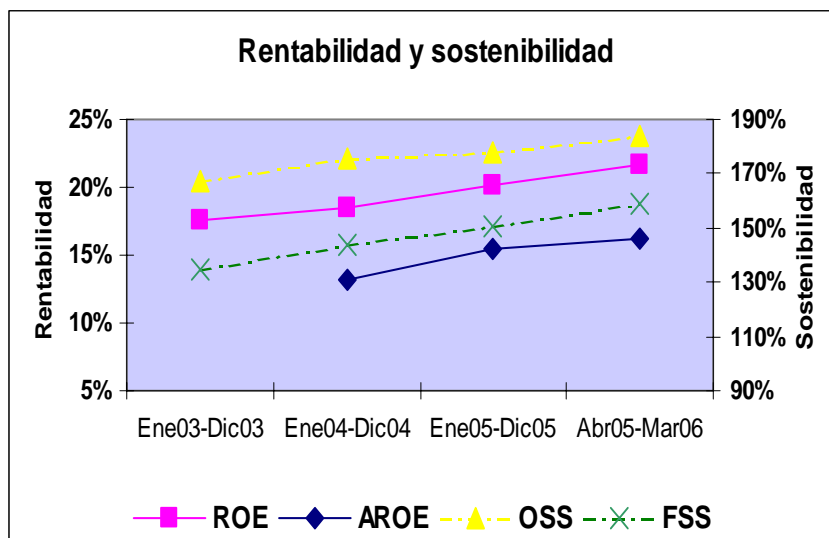 Rentabilidad y sostenibilidad
25% 190%
20% 170%
15% 150%
10% 130%
5% 110%
90%
Rentabilidad
Sostenibilidad
Ene03-Dic03 Ene04-Dic04 Ene05-Dic05 Abr05-Mar06
ROE AROE OSS FSS